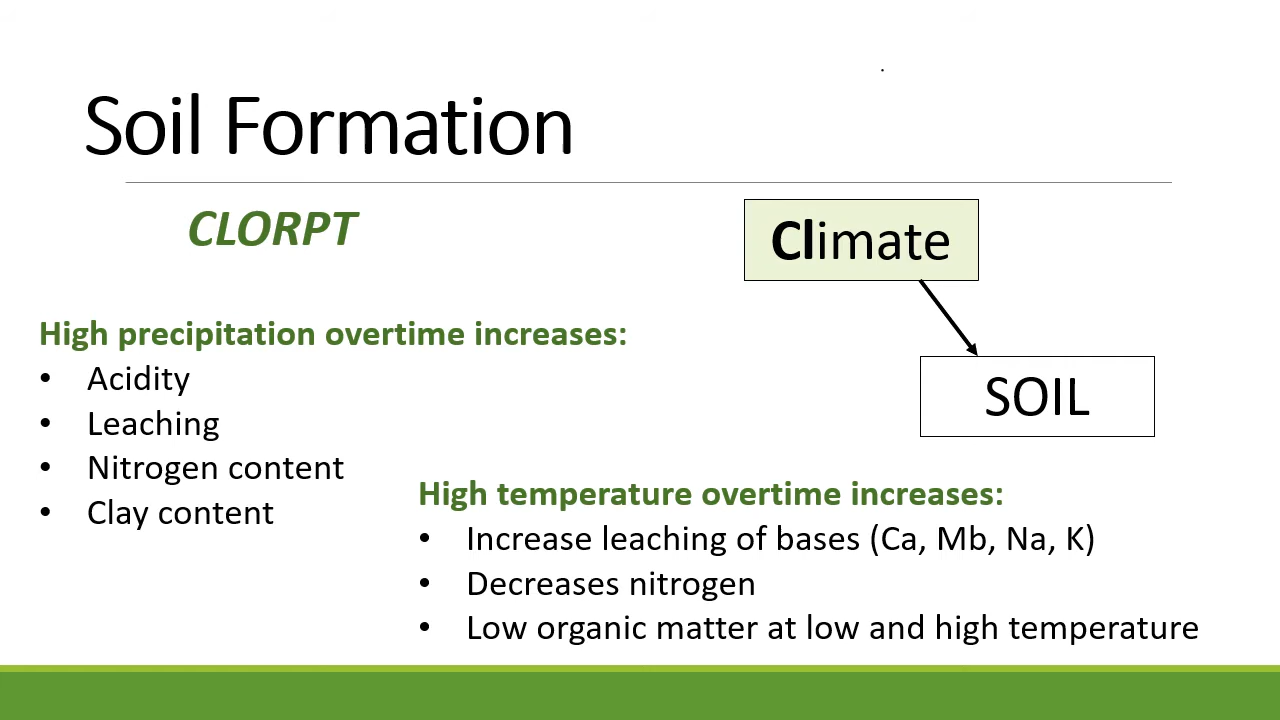 Soil Formation
CLORPT
Climate
SOIL
High precipitation overtime increases:
• Acidity
• Leaching
• Nitrogen content
• Clay content
High temperature overtime increases:
• Increase leaching of bases (Ca, Mb, Na, K)
• Decreases nitrogen
• Low organic matter at low and high temperature